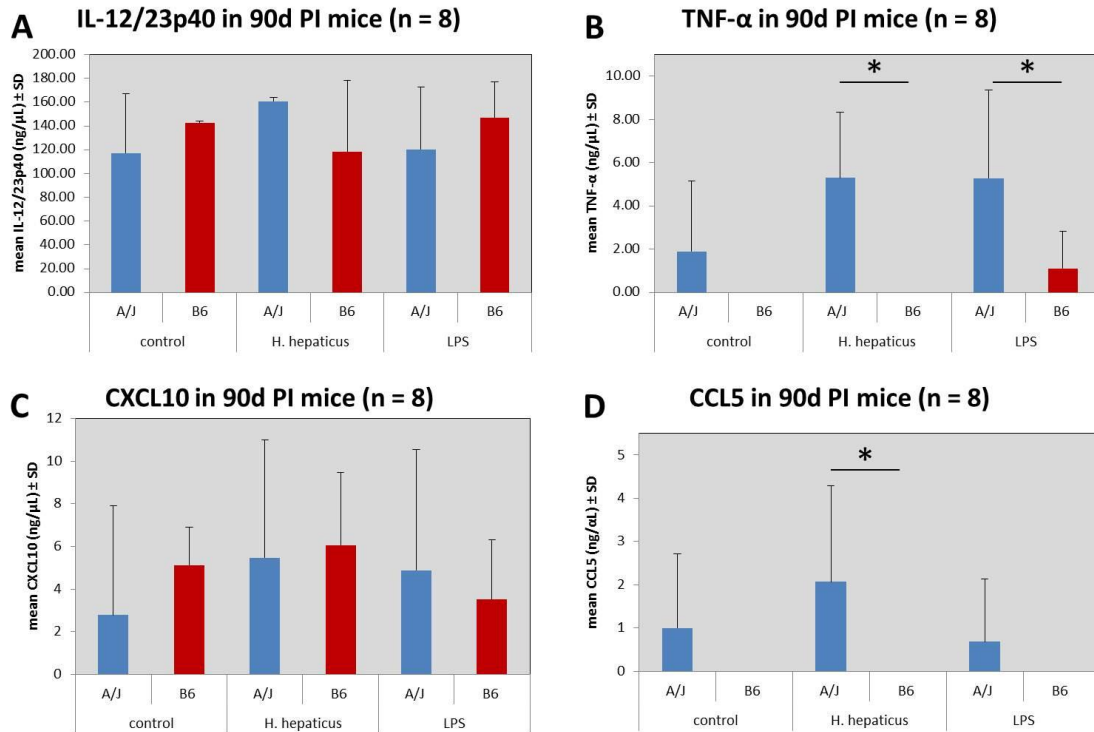 A
IL-12/23p40 in 90d PI mice (n = 8)
mean IL-12/23p40 (ng/µL) ± SD
200.00
180.00
160.00
140.00
120.00
100.00
80.00
60.00
40.00
20.00
0.00
A/J B6 A/J B6 A/J B6
control H. hepaticus LPS
B
TNF-α in 90d PI mice (n = 8)
mean TNF-α (ng/µL) ± SD
10.00
8.00
6.00
4.00
2.00
0.00
* *
A/J B6 A/J B6 A/J B6
control H. hepaticus LPS
C
CXCL10 in 90d PI mice (n = 8)
mean CXCL10 (ng/µL) ± SD
12
10
8
6
4
2
0
A/J B6 A/J B6 A/J B6
control H. hepaticus LPS
D
CCL5 in 90d PI mice (n = 8)
mean CCL5 (ng/αL) ± SD
5
4
3
2
1
0
*
A/J B6 A/J B6 A/J B6
control H. hepaticus LPS